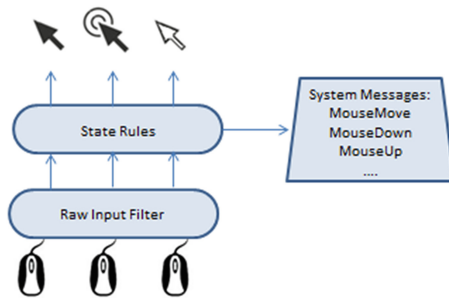 System Messages:
MouseMove
MouseDown
MouseUp
....
State Rules
Raw Input Filter